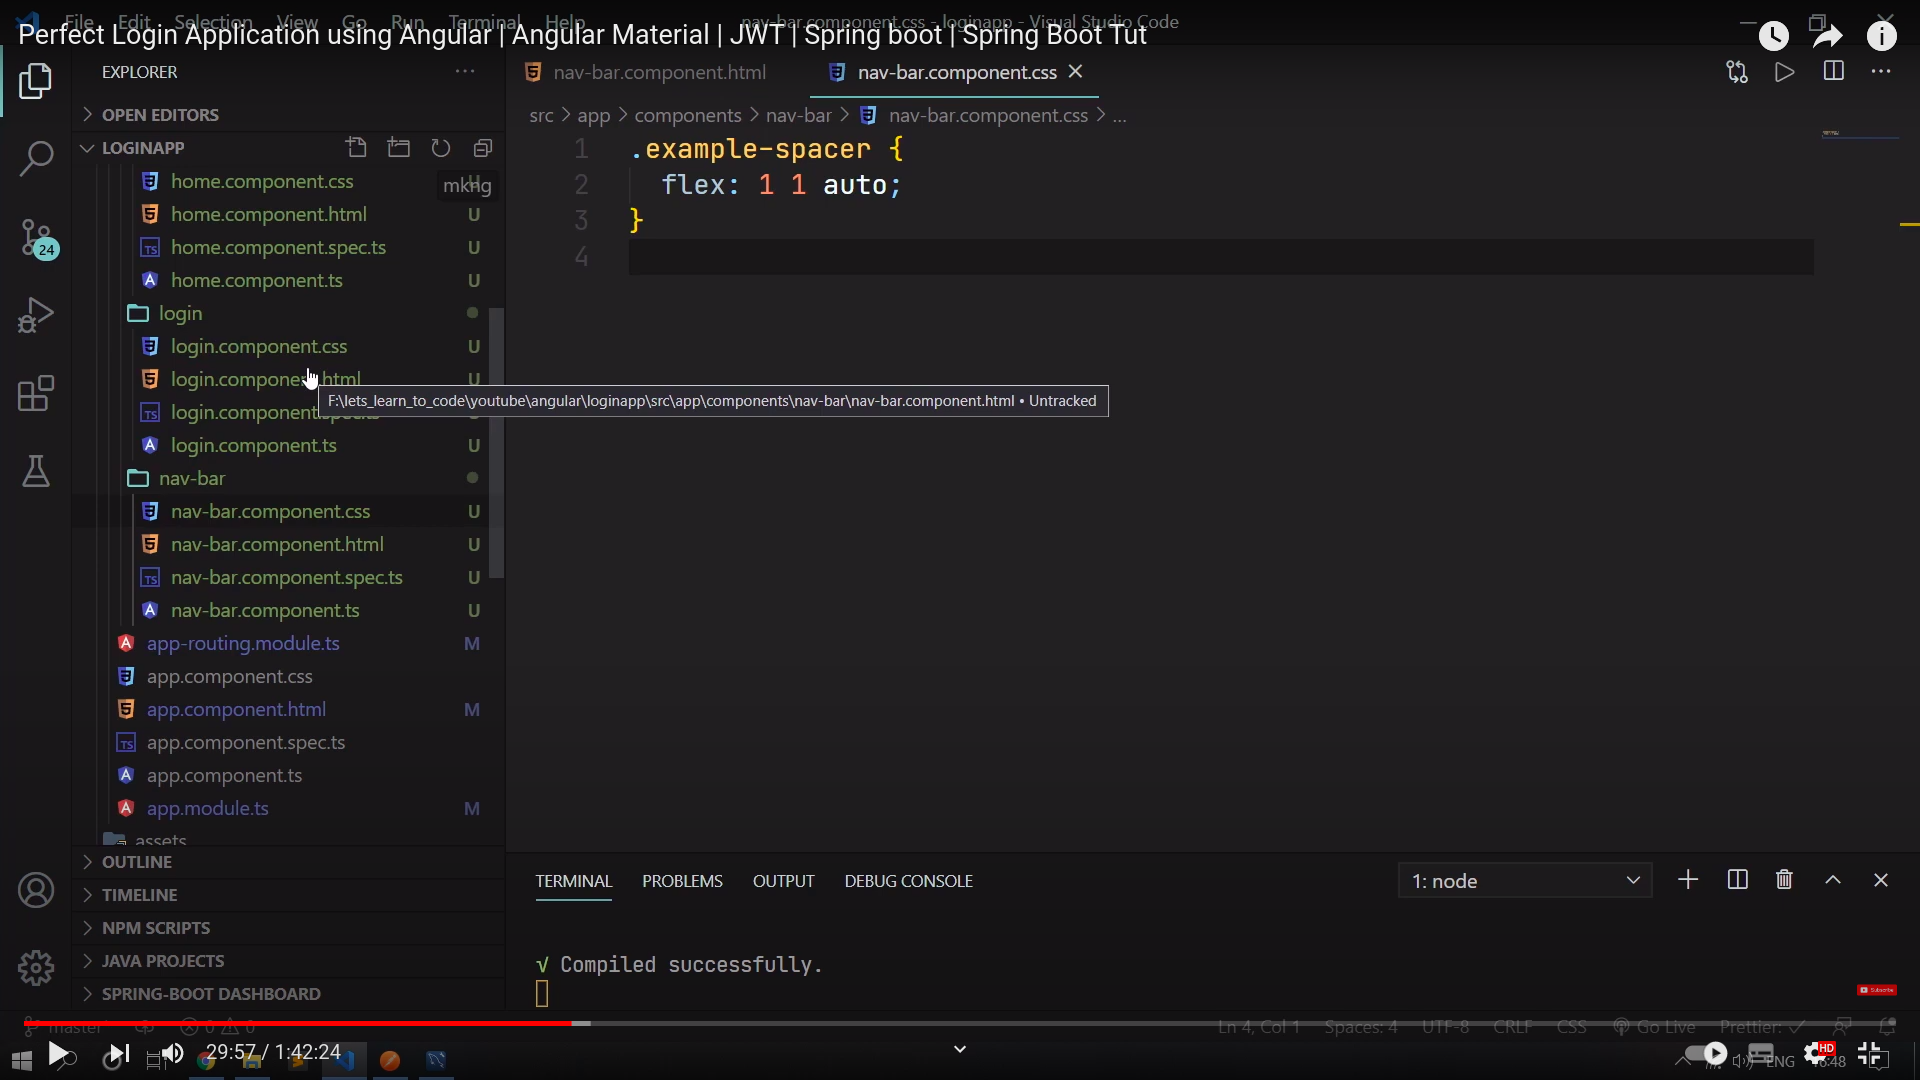 File Edit Selection View Go Run Terminal Help
nav-bar.component.css - loginapp - Visual Studio Code
Perfect Login Application using Angular | Angular Material | JWT | Spring boot | Spring Boot Tut
EXPLORER
nav-bar.component.html
nav-bar.component.css
OPEN EDITORS
src > app > components > nav-bar > nav-bar.component.css > ...
LOGINAPP
1 .example-spacer {
2 flex: 1 1 auto;
3 }
4
home.component.css
home.component.html U
home.component.spec.ts U
home.component.ts U
24
login
login.component.css U
login.component.html U
F:\lets_learn_to_code\youtube\angular\loginapp\src\app\components\nav-bar\nav-bar.component.html • Untracked
login.component.spec.ts
login.component.ts U
nav-bar
nav-bar.component.css U
nav-bar.component.html U
nav-bar.component.spec.ts U
nav-bar.component.ts U
app-routing.module.ts M
app.component.css
app.component.html M
app.component.spec.ts
app.component.ts
app.module.ts M
assets
OUTLINE
TIMELINE
NPM SCRIPTS
JAVA PROJECTS
SPRING-BOOT DASHBOARD
TERMINAL PROBLEMS OUTPUT DEBUG CONSOLE
1: node
√ Compiled successfully.
Subscribe
master 0 0
Ln 4, Col 1 Spaces: 4 UTF-8 CRLF CSS Go Live Prettier: ✓
29:57 / 1:42:24
HD
ENG